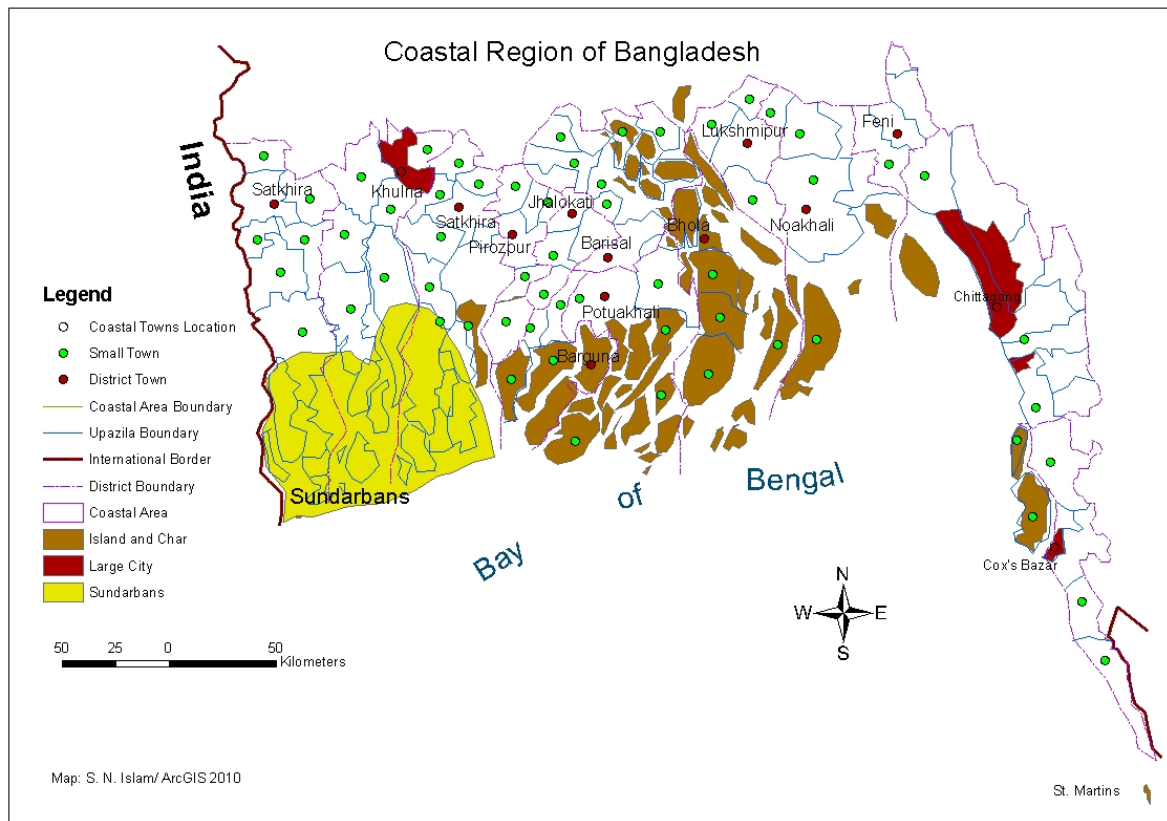 Coastal Region of Bangladesh
India
Lukshmipur
Feni
Satkhira
Khulna
Satkhira
Jhalokati
Pirozpur
Barisal
Bhola
Noakhali
Potuakhali
Barguna
Chittagong
Legend
Coastal Towns Location
Small Town
District Town
Coastal Area Boundary
Upazila Boundary
International Border
District Boundary
Coastal Area
Island and Char
Large City
Sundarbans
Sundarbans
Bay of Bengal
Cox's Bazar
N
W E
S
50 25 0 50
Kilometers
Map: S. N. Islam/ ArcGIS 2010
St. Martins